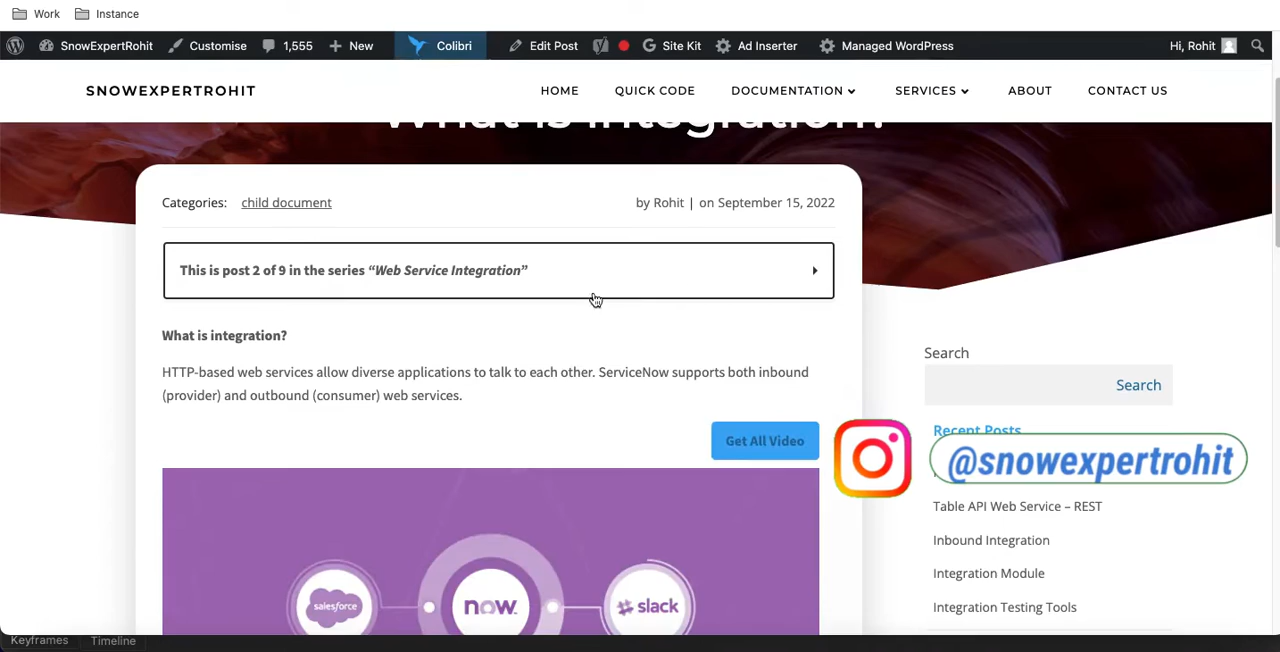 Work
Instance
SnowExpertRohit
Customise
1,555
New
Colibri
Edit Post
Site Kit
Ad Inserter
Managed WordPress
Hi, Rohit
SNOWEXPERTROHIT
HOME
QUICK CODE
DOCUMENTATION
SERVICES
ABOUT
CONTACT US
What is integration?
Categories:
child document
by Rohit | on September 15, 2022
This is post 2 of 9 in the series “Web Service Integration”
What is integration?
HTTP-based web services allow diverse applications to talk to each other. ServiceNow supports both inbound
(provider) and outbound (consumer) web services.
Get All Video
salesforce
now.
slack
Search
Search
Recent Posts
@snowexpertrohit
Table API Web Service – REST
Inbound Integration
Integration Module
Integration Testing Tools
Keyframes
Timeline